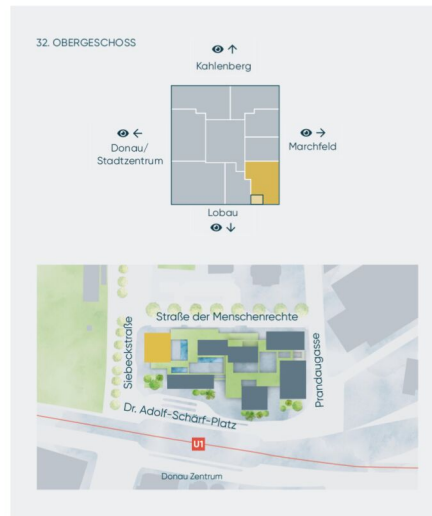 32. OBERGESCHOSS
Kahlenberg
Donau/
Stadtzentrum
Marchfeld
Lobau
Straße der Menschenrechte
Siebeckstraße
Prandaugasse
Dr. Adolf-Schärf-Platz
U1
Donau Zentrum